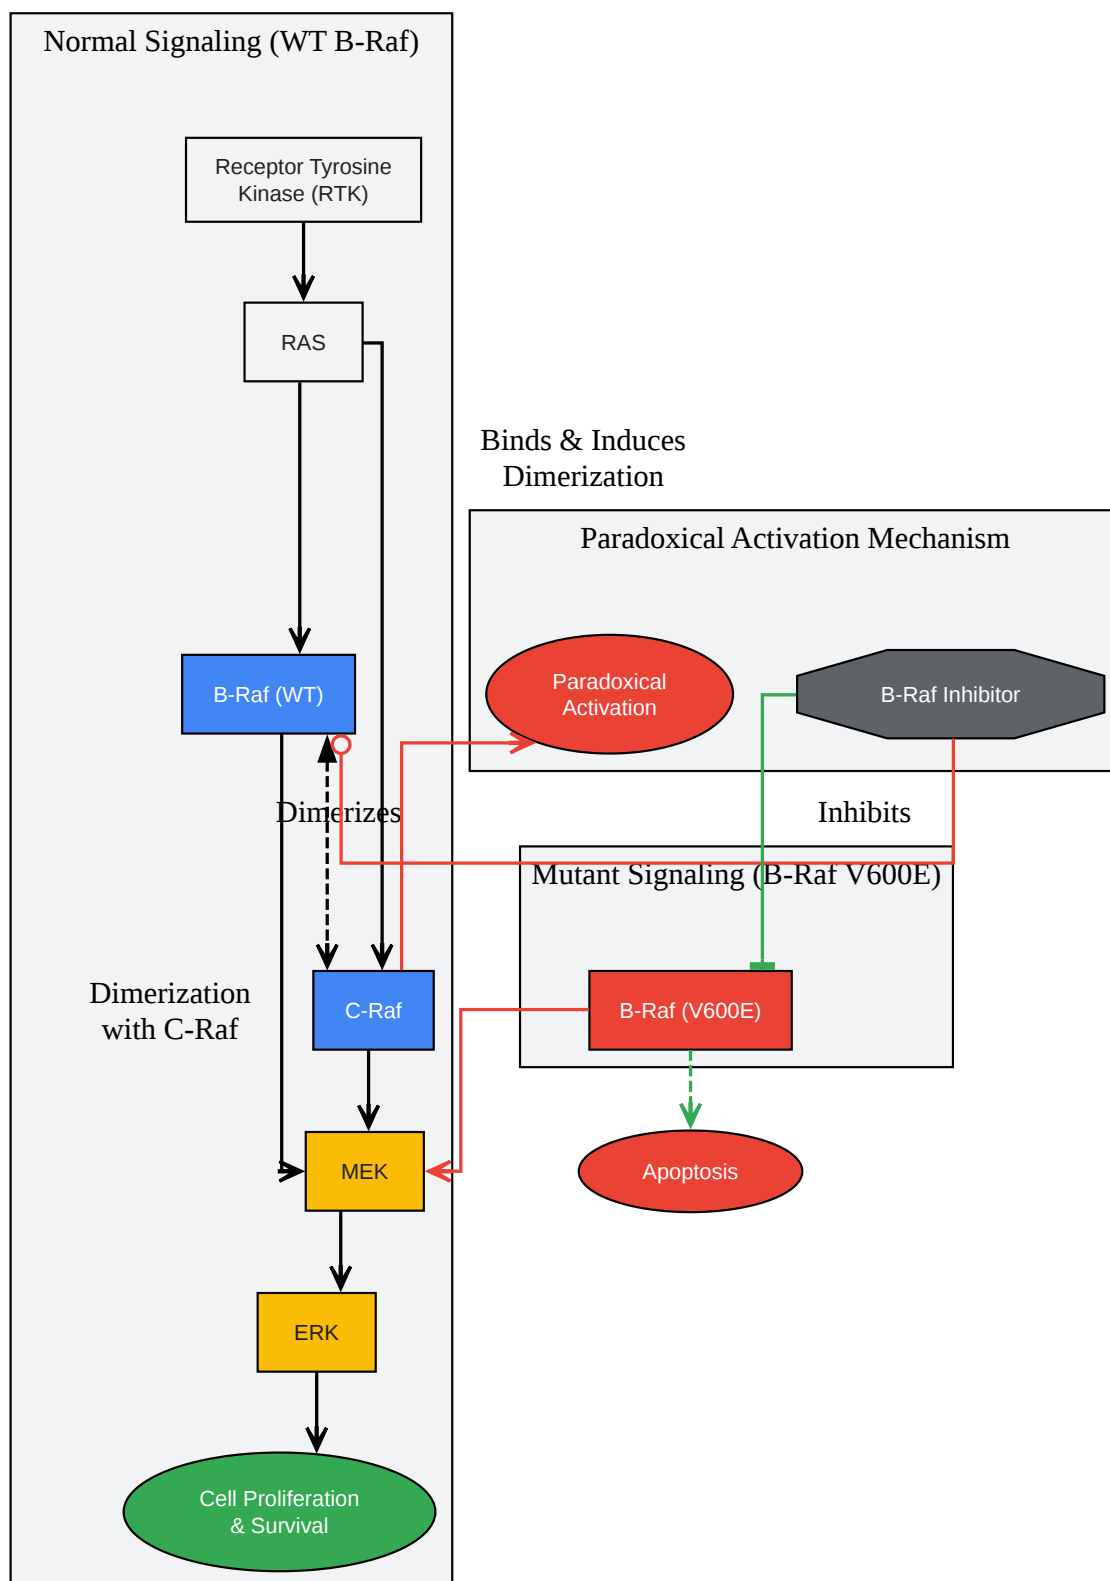 Normal Signaling (WT B-Raf)
Receptor Tyrosine
Kinase (RTK)
RAS
Binds & Induces
Dimerization
Paradoxical Activation Mechanism
B-Raf (WT)
Paradoxical
Activation
B-Raf Inhibitor
Dimerizes
Inhibits
Mutant Signaling (B-Raf V600E)
Dimerization
with C-Raf
C-Raf
B-Raf (V600E)
MEK
Apoptosis
ERK
Cell Proliferation
& Survival